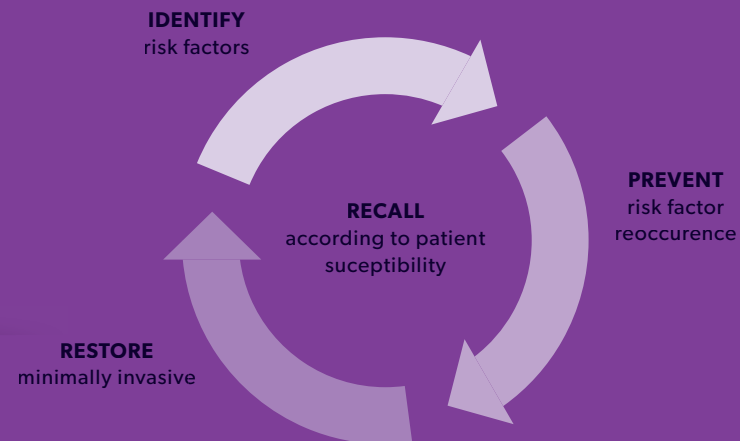 IDENTIFY
risk factors
PREVENT
risk factor
reoccurence
RECALL
according to patient
suceptibility
RESTORE
minimally invasive